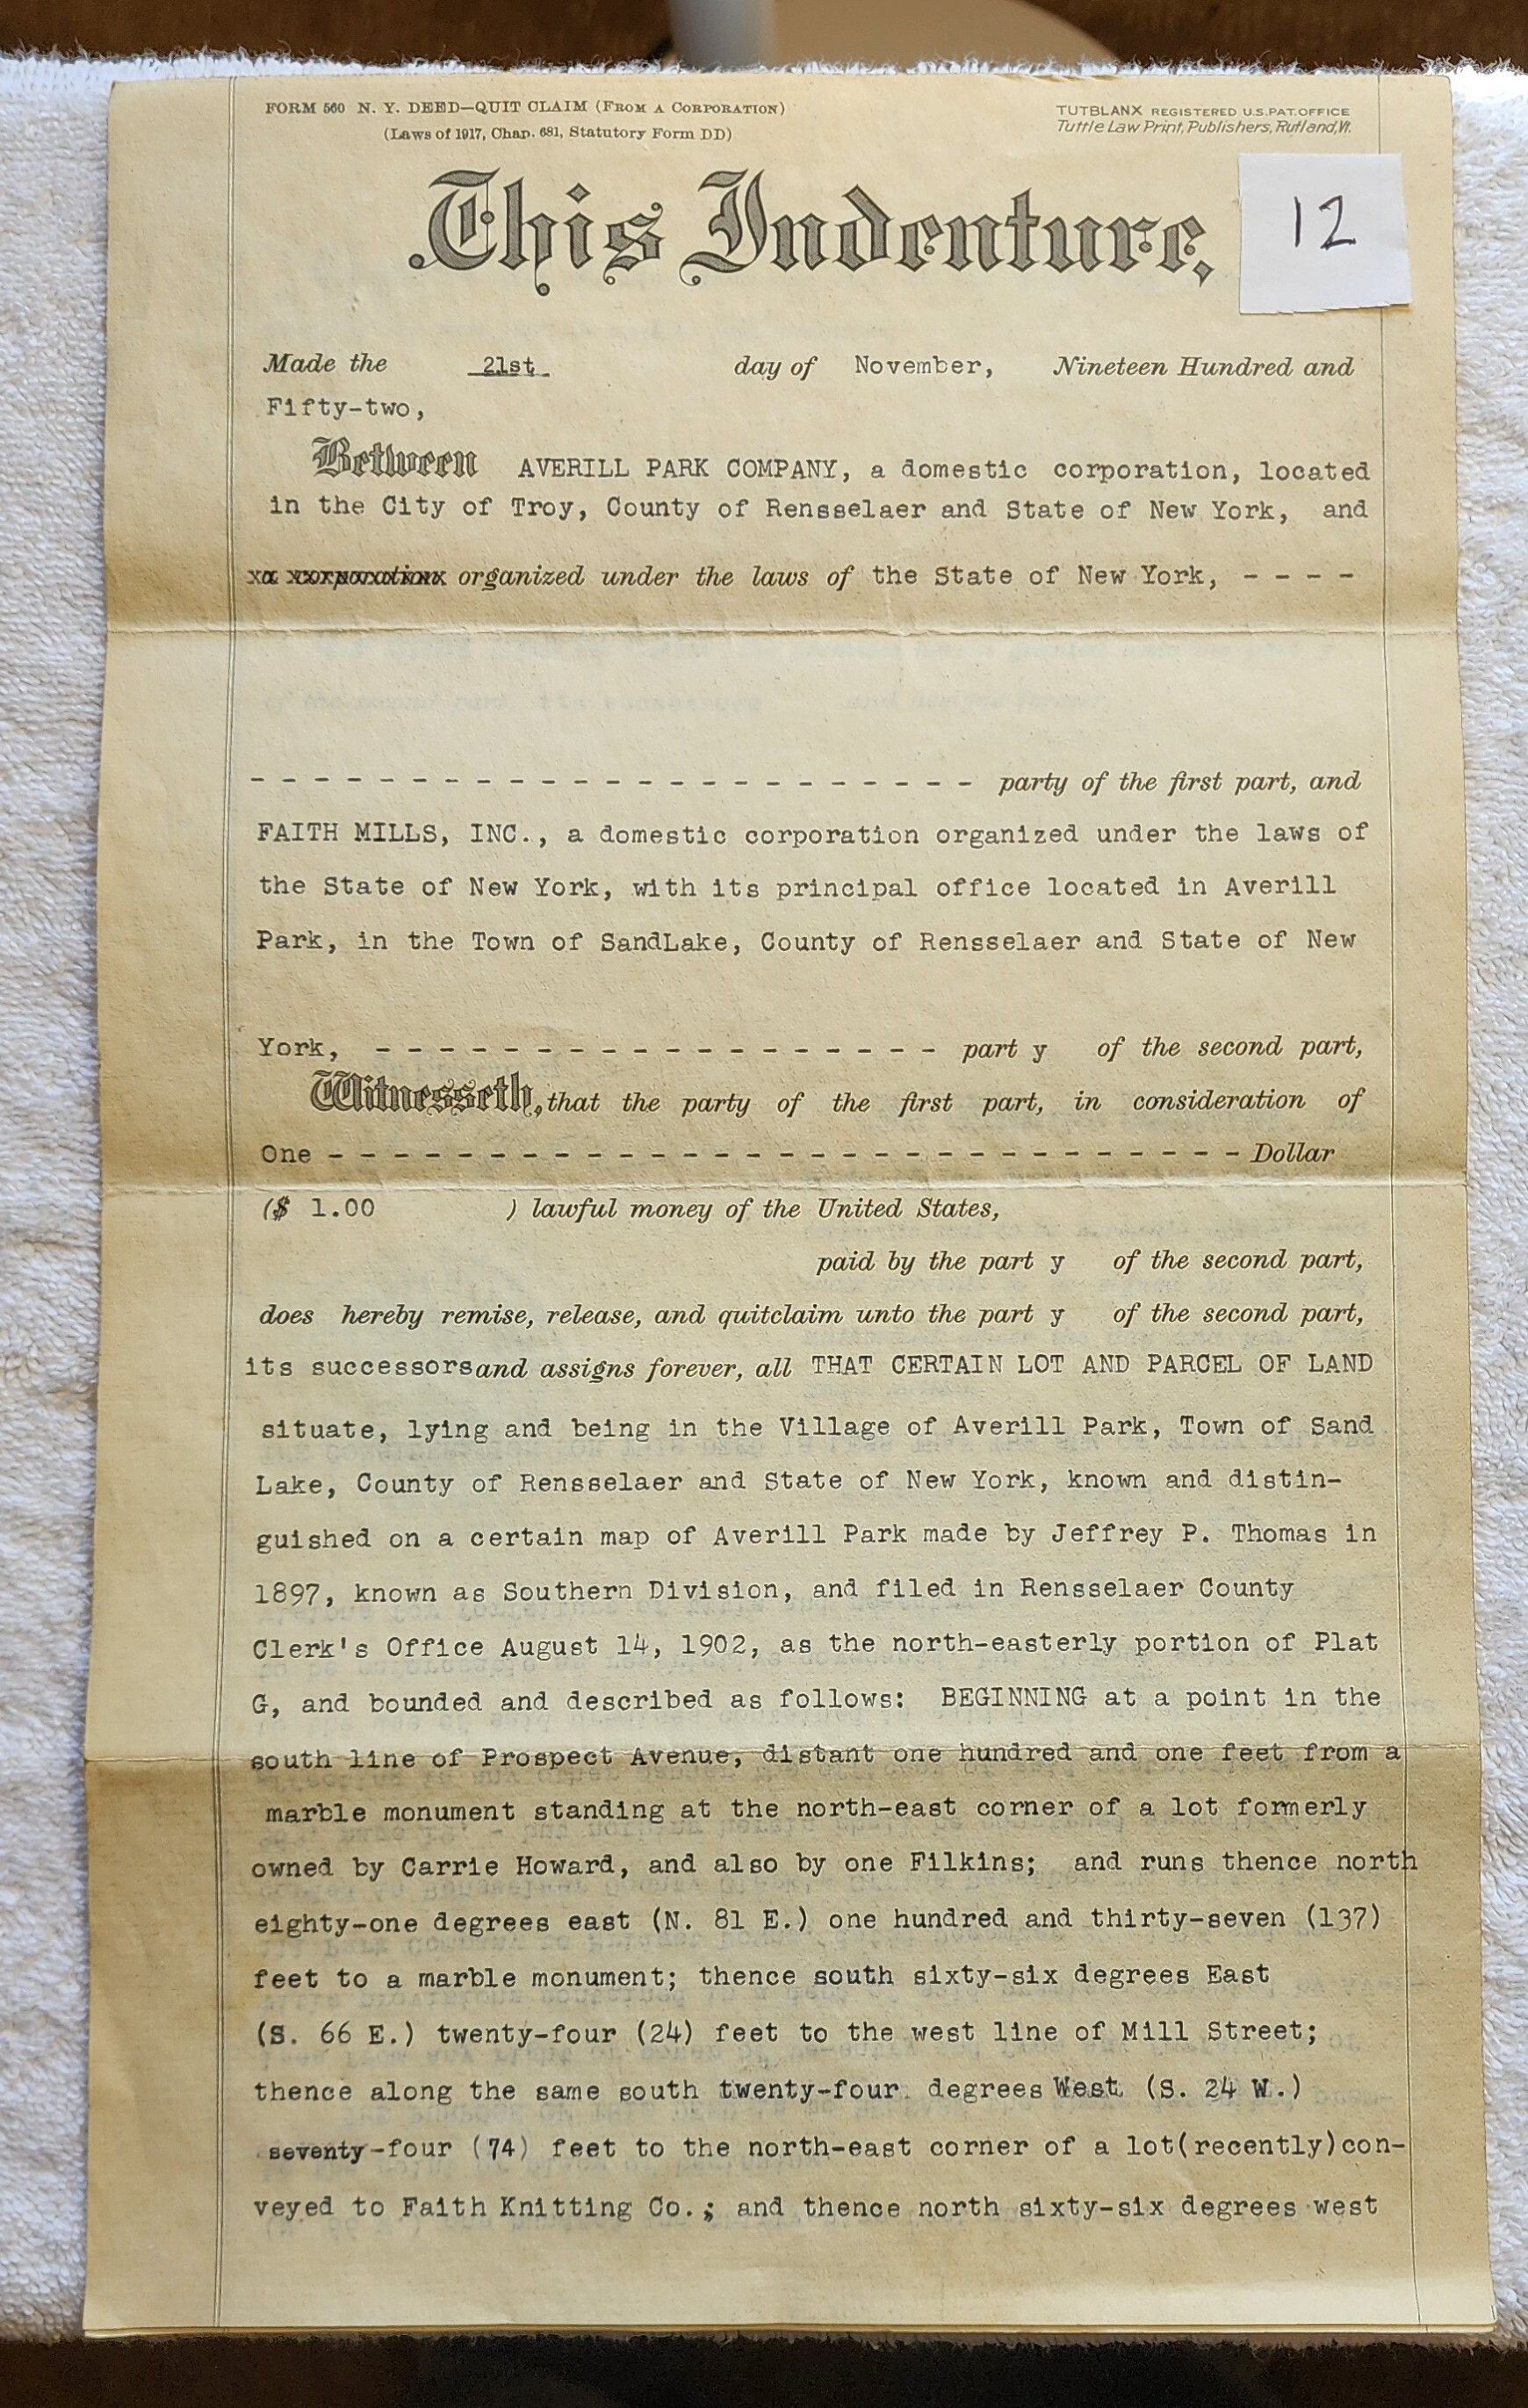 FORM 560 N. Y. DEED—QUIT CLAIM (FROM A CORPORATION)
(Laws of 1917, Chap. 681, Statutory Form DD)
TUTBLANX REGISTERED U.S. PAT. OFFICE
Tuttle Law Print, Publishers, Rutland, Vt.
This Indenture,
12
Made the 21st day of November, Nineteen Hundred and
Fifty-two,
Between AVERILL PARK COMPANY, a domestic corporation, located
in the City of Troy, County of Rensselaer and State of New York, and
a corporation organized under the laws of the State of New York, - - - -
- - - - - - - - - - - - - - - - - - - - - - - party of the first part, and
FAITH MILLS, INC., a domestic corporation organized under the laws of
the State of New York, with its principal office located in Averill
Park, in the Town of SandLake, County of Rensselaer and State of New
York, - - - - - - - - - - - - - - - - - - part y of the second part,
Witnesseth, that the party of the first part, in consideration of
One - - - - - - - - - - - - - - - - - - - - - - - - - - - - - Dollar
($ 1.00 ) lawful money of the United States,
paid by the part y of the second part,
does hereby remise, release, and quitclaim unto the part y of the second part,
its successors and assigns forever, all THAT CERTAIN LOT AND PARCEL OF LAND
situate, lying and being in the Village of Averill Park, Town of Sand
Lake, County of Rensselaer and State of New York, known and distin-
guished on a certain map of Averill Park made by Jeffrey P. Thomas in
1897, known as Southern Division, and filed in Rensselaer County
Clerk's Office August 14, 1902, as the north-easterly portion of Plat
G, and bounded and described as follows: BEGINNING at a point in the
south line of Prospect Avenue, distant one hundred and one feet from a
marble monument standing at the north-east corner of a lot formerly
owned by Carrie Howard, and also by one Filkins; and runs thence north
eighty-one degrees east (N. 81 E.) one hundred and thirty-seven (137)
feet to a marble monument; thence south sixty-six degrees East
(S. 66 E.) twenty-four (24) feet to the west line of Mill Street;
thence along the same south twenty-four degrees West (S. 24 W.)
seventy-four (74) feet to the north-east corner of a lot(recently)con-
veyed to Faith Knitting Co.; and thence north sixty-six degrees west